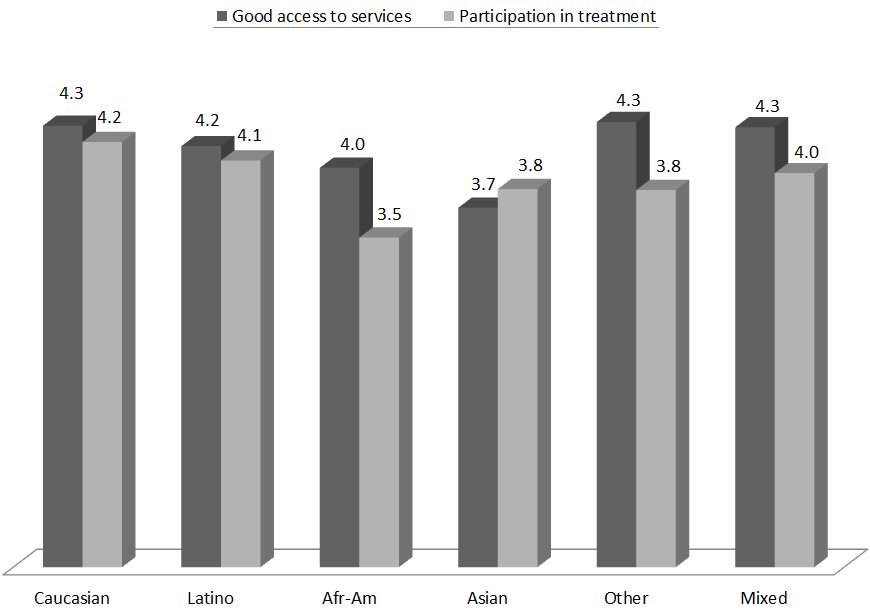 Good access to services Participation in treatment
4.3 4.2 4.2 4.1 4.0 3.5 3.7 3.8 4.3 3.8 4.3 4.0
Caucasian Latino Afr-Am Asian Other Mixed